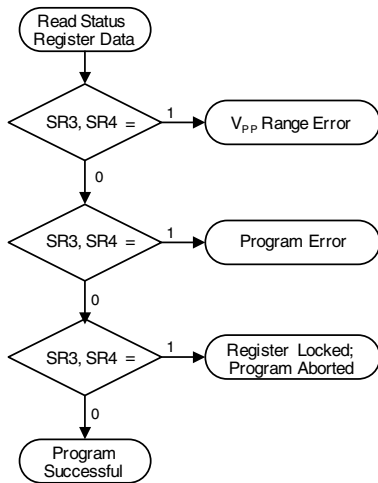 Read Status
Register Data
SR3, SR4 =
1
V_PP Range Error
0
SR3, SR4 =
1
Program Error
0
SR3, SR4 =
1
Register Locked;
Program Aborted
0
Program
Successful